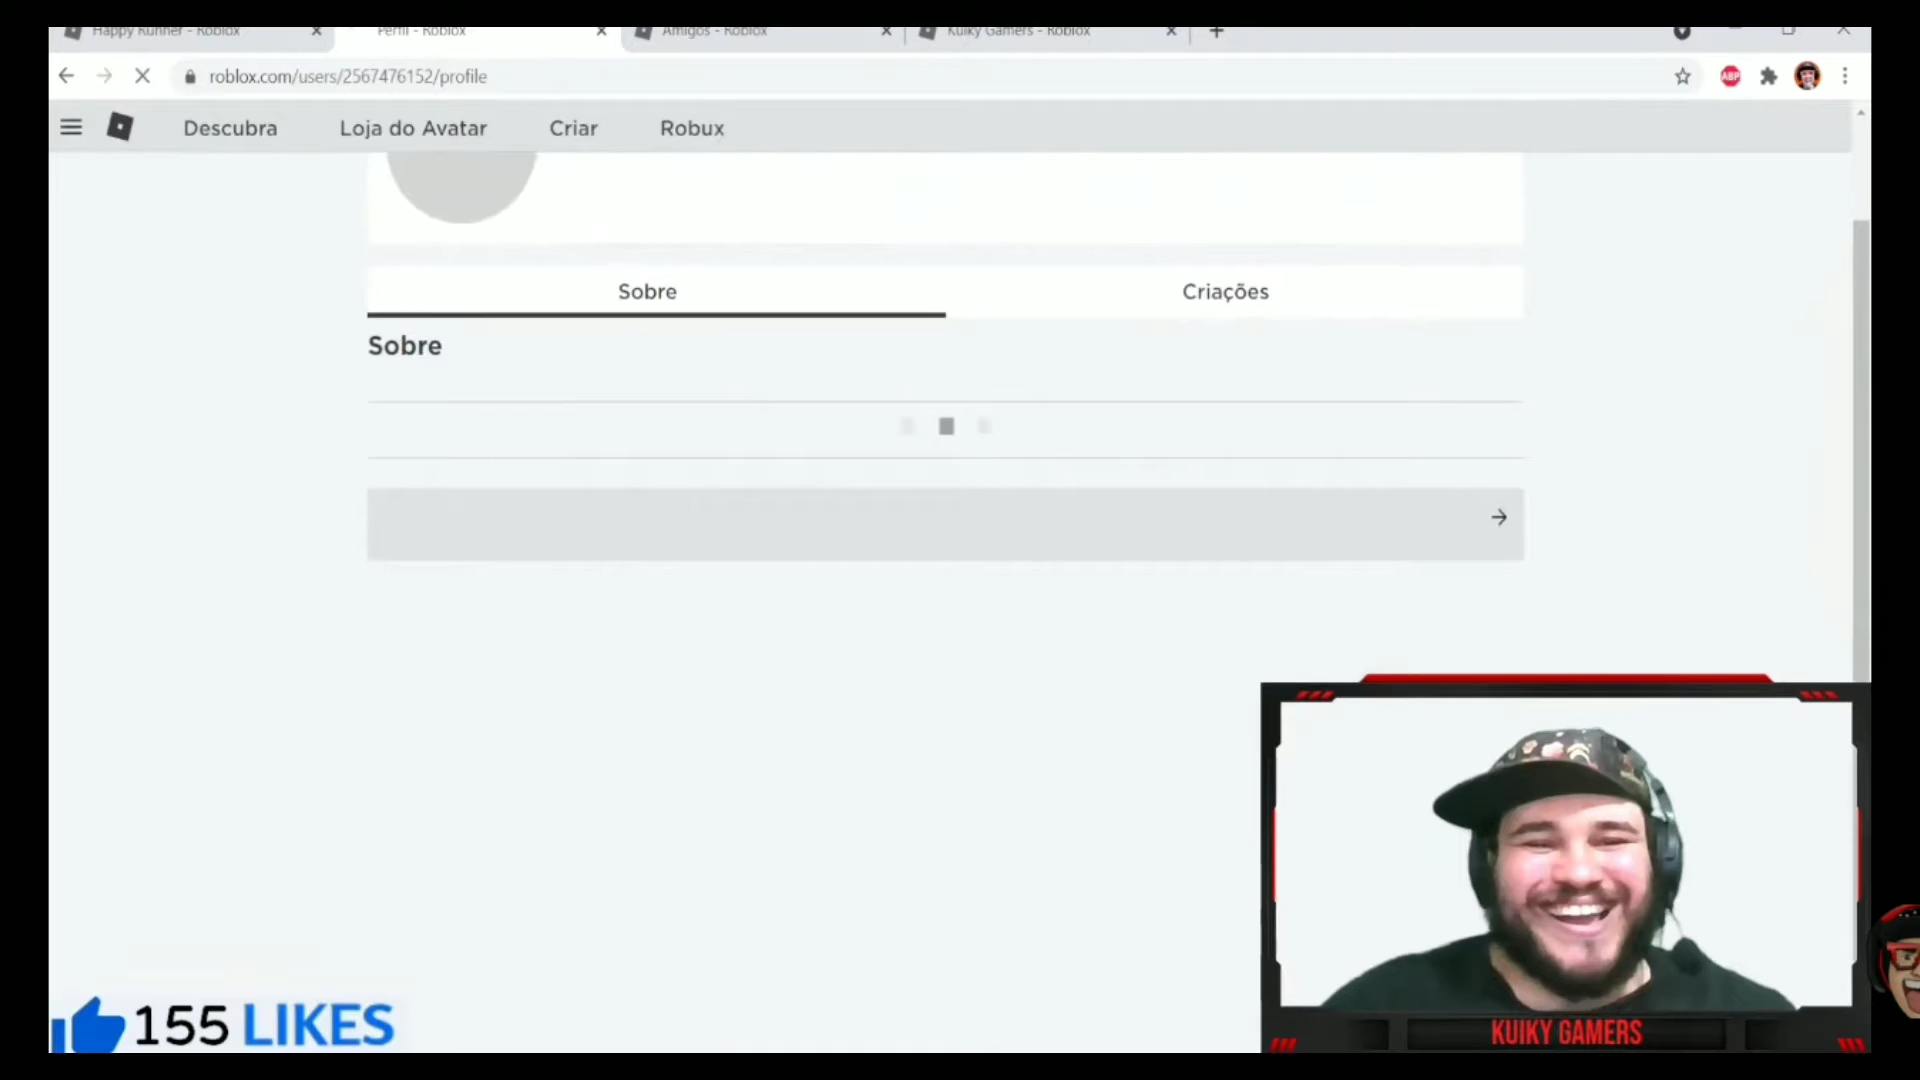 Happy Runner - Roblox
Perfil - Roblox
Amigos - Roblox
Kuiky Gamers - Roblox
roblox.com/users/2567476152/profile
ABP
Descubra
Loja do Avatar
Criar
Robux
Sobre
Criações
Sobre
155 LIKES
KUIKY GAMERS